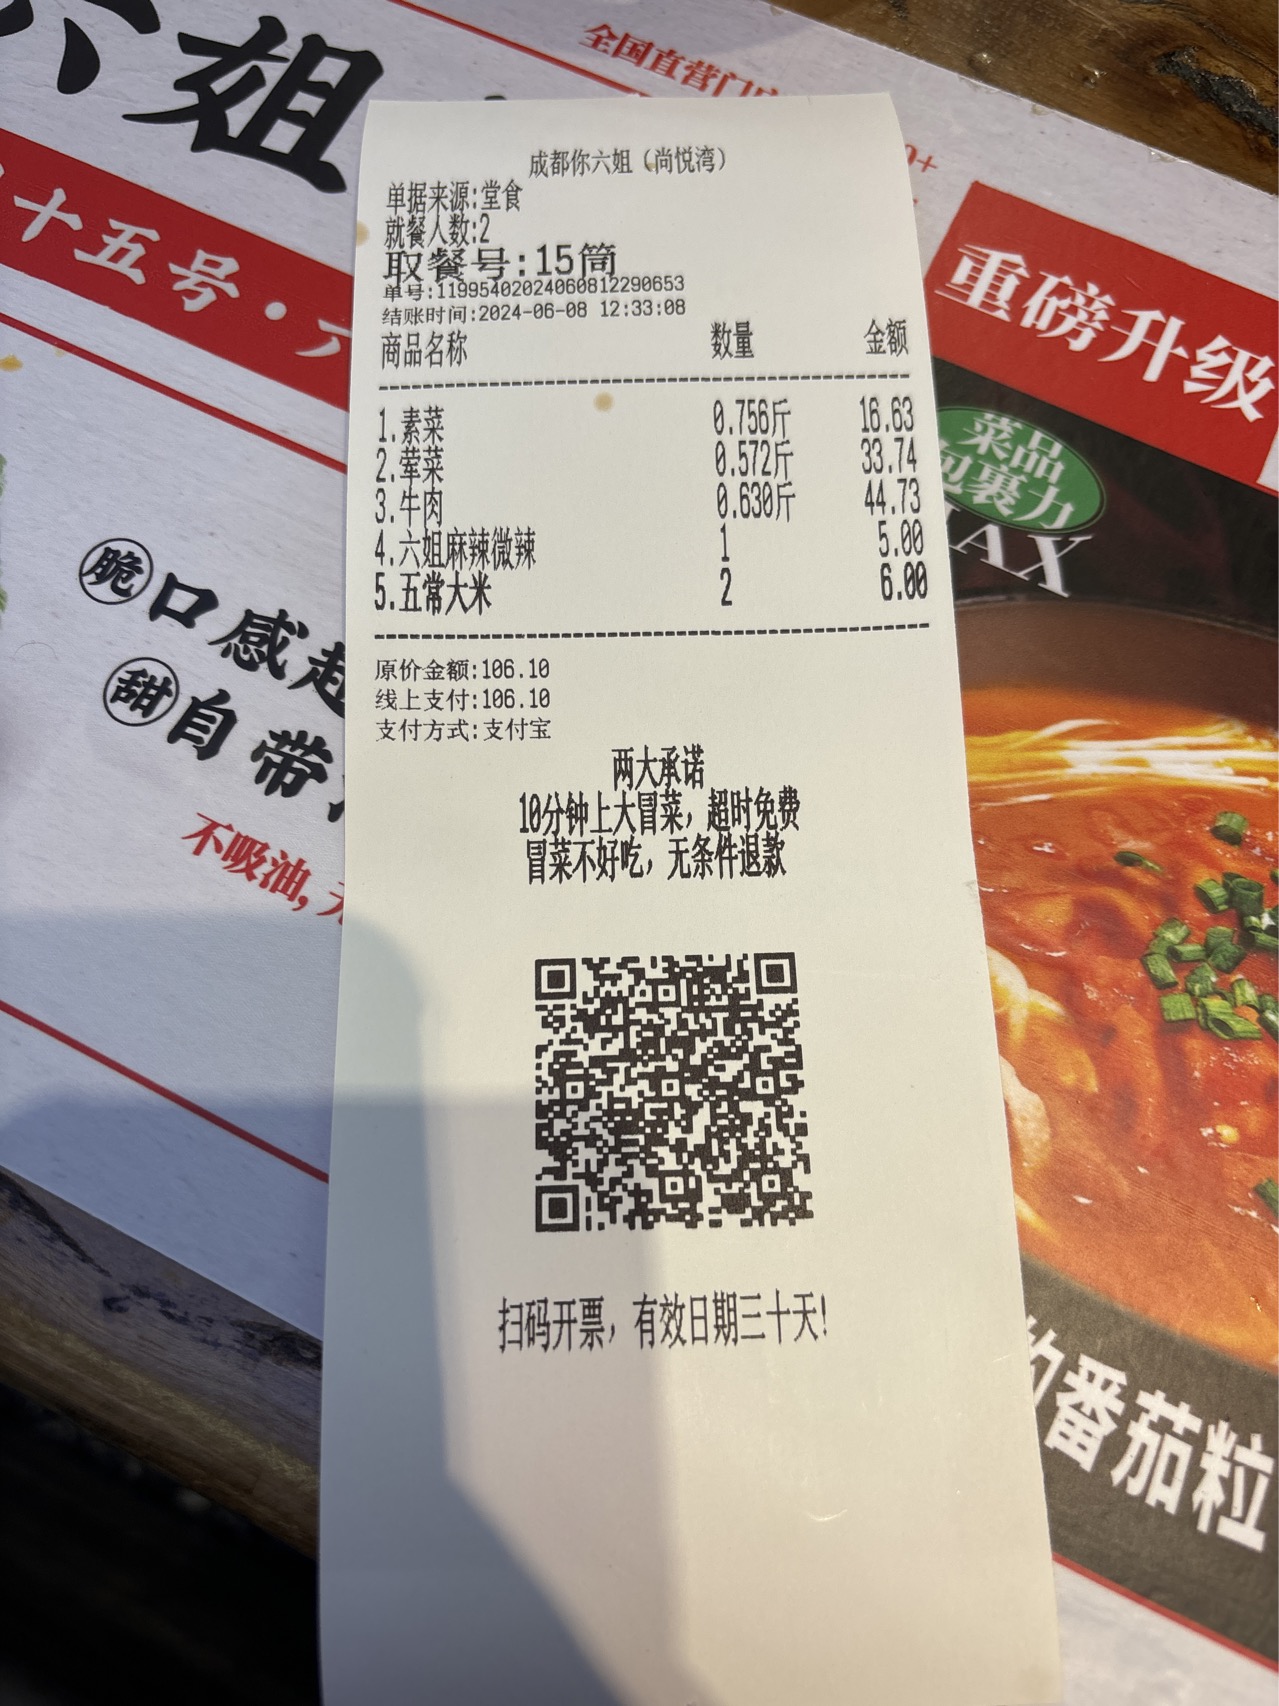 六姐
全国直营门店
十五号·六
成都你六姐（尚悦湾）
单据来源:堂食
就餐人数:2
取餐号:15筒
单号:11995402024060812290653
结账时间:2024-06-08 12:33:08
商品名称 数量 金额
1.素菜 0.756斤 16.63
2.荤菜 0.572斤 33.74
3.牛肉 0.630斤 44.73
4.六姐麻辣微辣 1 5.00
5.五常大米 2 6.00
原价金额:106.10
线上支付:106.10
支付方式:支付宝
两大承诺
10分钟上大冒菜，超时免费
冒菜不好吃，无条件退款
扫码开票，有效日期三十天!
脆 口感起
甜 自带
不吸油,
重磅升级
菜品
包裹力
MAX
的番茄粒